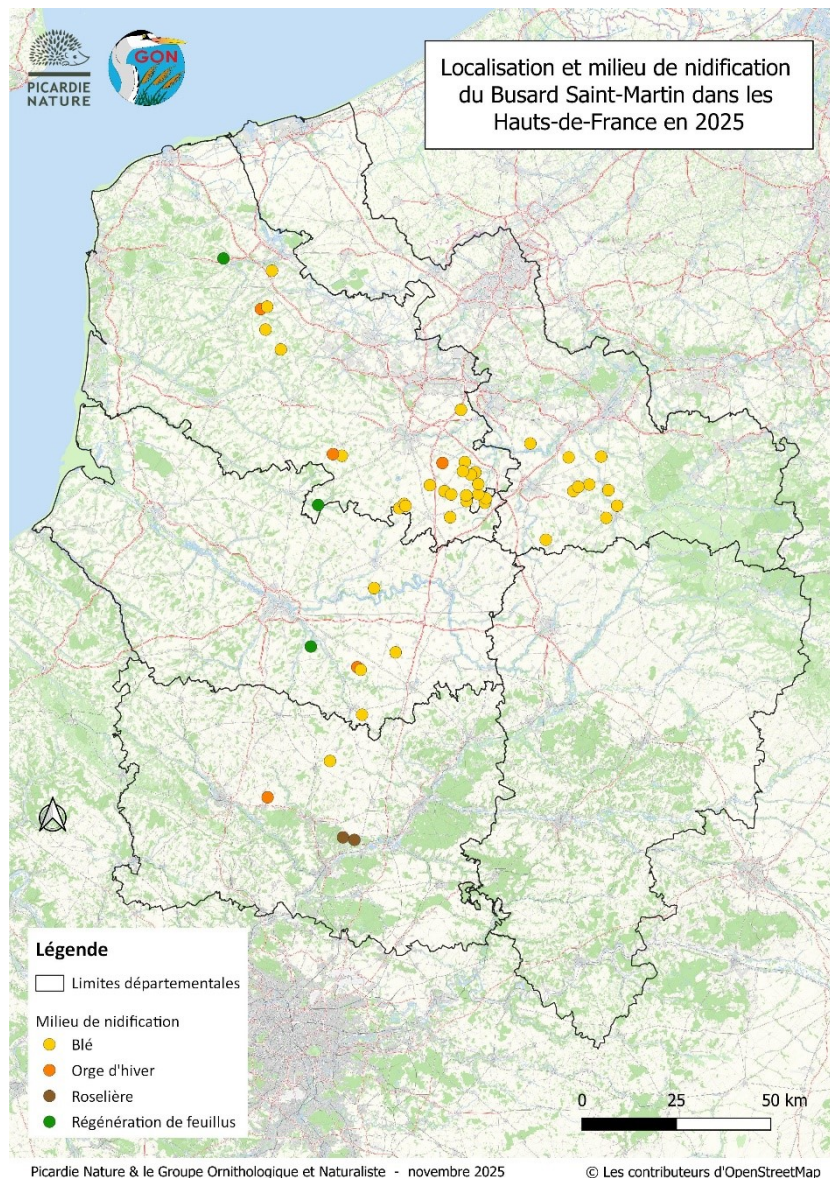 PICARDIE
NATURE
GON
Localisation et milieu de nidification
du Busard Saint-Martin dans les
Hauts-de-France en 2025
Légende
Limites départementales
Milieu de nidification
Blé
Orge d'hiver
Roselière
Régénération de feuillus
0 25 50 km
Picardie Nature & le Groupe Ornithologique et Naturaliste - novembre 2025
© Les contributeurs d'OpenStreetMap